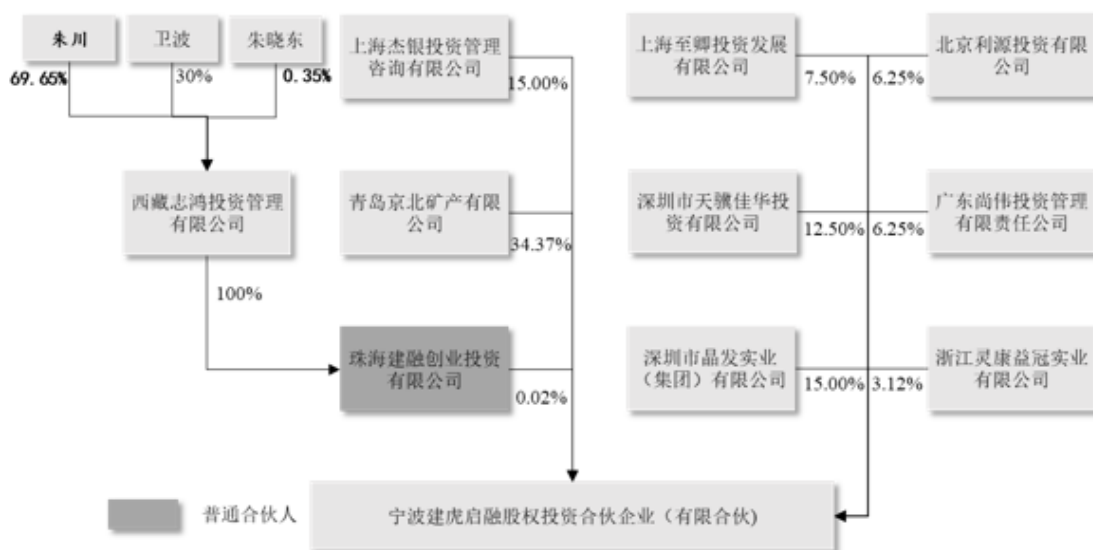 朱川
卫波
朱晓东
69.65%
30%
0.35%
上海杰银投资管理
咨询有限公司
15.00%
上海至卿投资发展
有限公司
7.50%
6.25%
北京利源投资有限
公司
西藏志鸿投资管理
有限公司
青岛京北矿产有限
公司
34.37%
深圳市天骥佳华投
资有限公司
12.50%
6.25%
广东尚伟投资管理
有限责任公司
100%
珠海建融创业投资
有限公司
0.02%
深圳市晶发实业
（集团）有限公司
15.00%
3.12%
浙江灵康益冠实业
有限公司
普通合伙人
宁波建虎启融股权投资合伙企业（有限合伙)